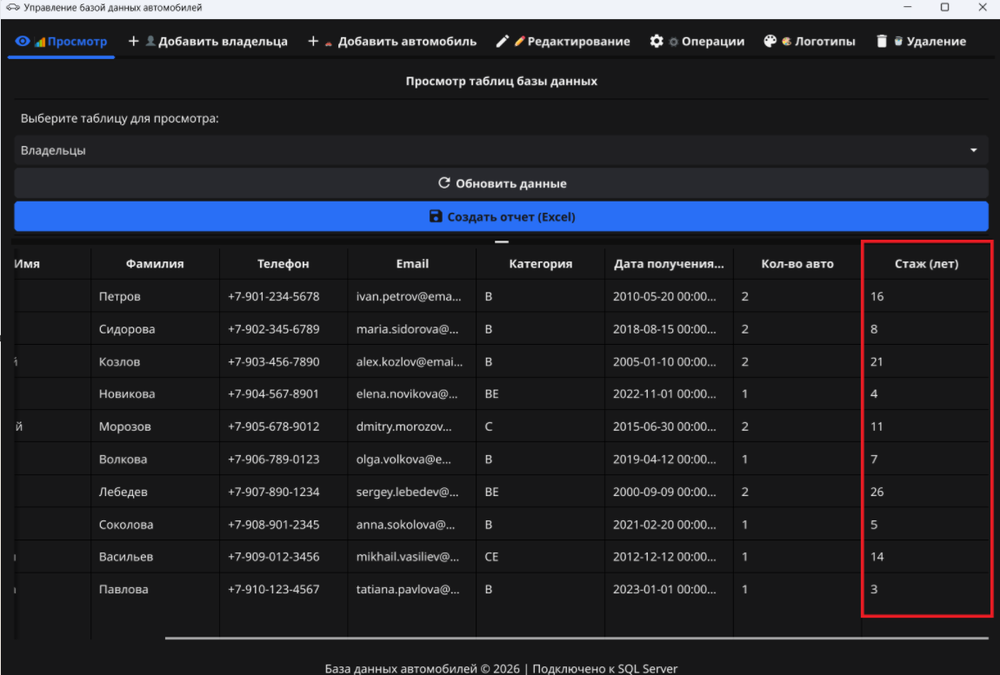 Управление базой данных автомобилей
Просмотр Добавить владельца Добавить автомобиль Редактирование Операции Логотипы Удаление
Просмотр таблиц базы данных
Выберите таблицу для просмотра:
Владельцы
Обновить данные
Создать отчет (Excel)
Имя Фамилия Телефон Email Категория Дата получения... Кол-во авто Стаж (лет)
Петров +7-901-234-5678 ivan.petrov@ema... B 2010-05-20 00:00... 2 16
Сидорова +7-902-345-6789 maria.sidorova@... B 2018-08-15 00:00... 2 8
й Козлов +7-903-456-7890 alex.kozlov@emai... B 2005-01-10 00:00... 2 21
Новикова +7-904-567-8901 elena.novikova@... BE 2022-11-01 00:00... 1 4
й Морозов +7-905-678-9012 dmitry.morozov... C 2015-06-30 00:00... 2 11
Волкова +7-906-789-0123 olga.volkova@e... B 2019-04-12 00:00... 1 7
Лебедев +7-907-890-1234 sergey.lebedev@... BE 2000-09-09 00:00... 2 26
Соколова +7-908-901-2345 anna.sokolova@... B 2021-02-20 00:00... 1 5
Васильев +7-909-012-3456 mikhail.vasiliev@... CE 2012-12-12 00:00... 1 14
Павлова +7-910-123-4567 tatiana.pavlova@... B 2023-01-01 00:00... 1 3
База данных автомобилей © 2026 | Подключено к SQL Server